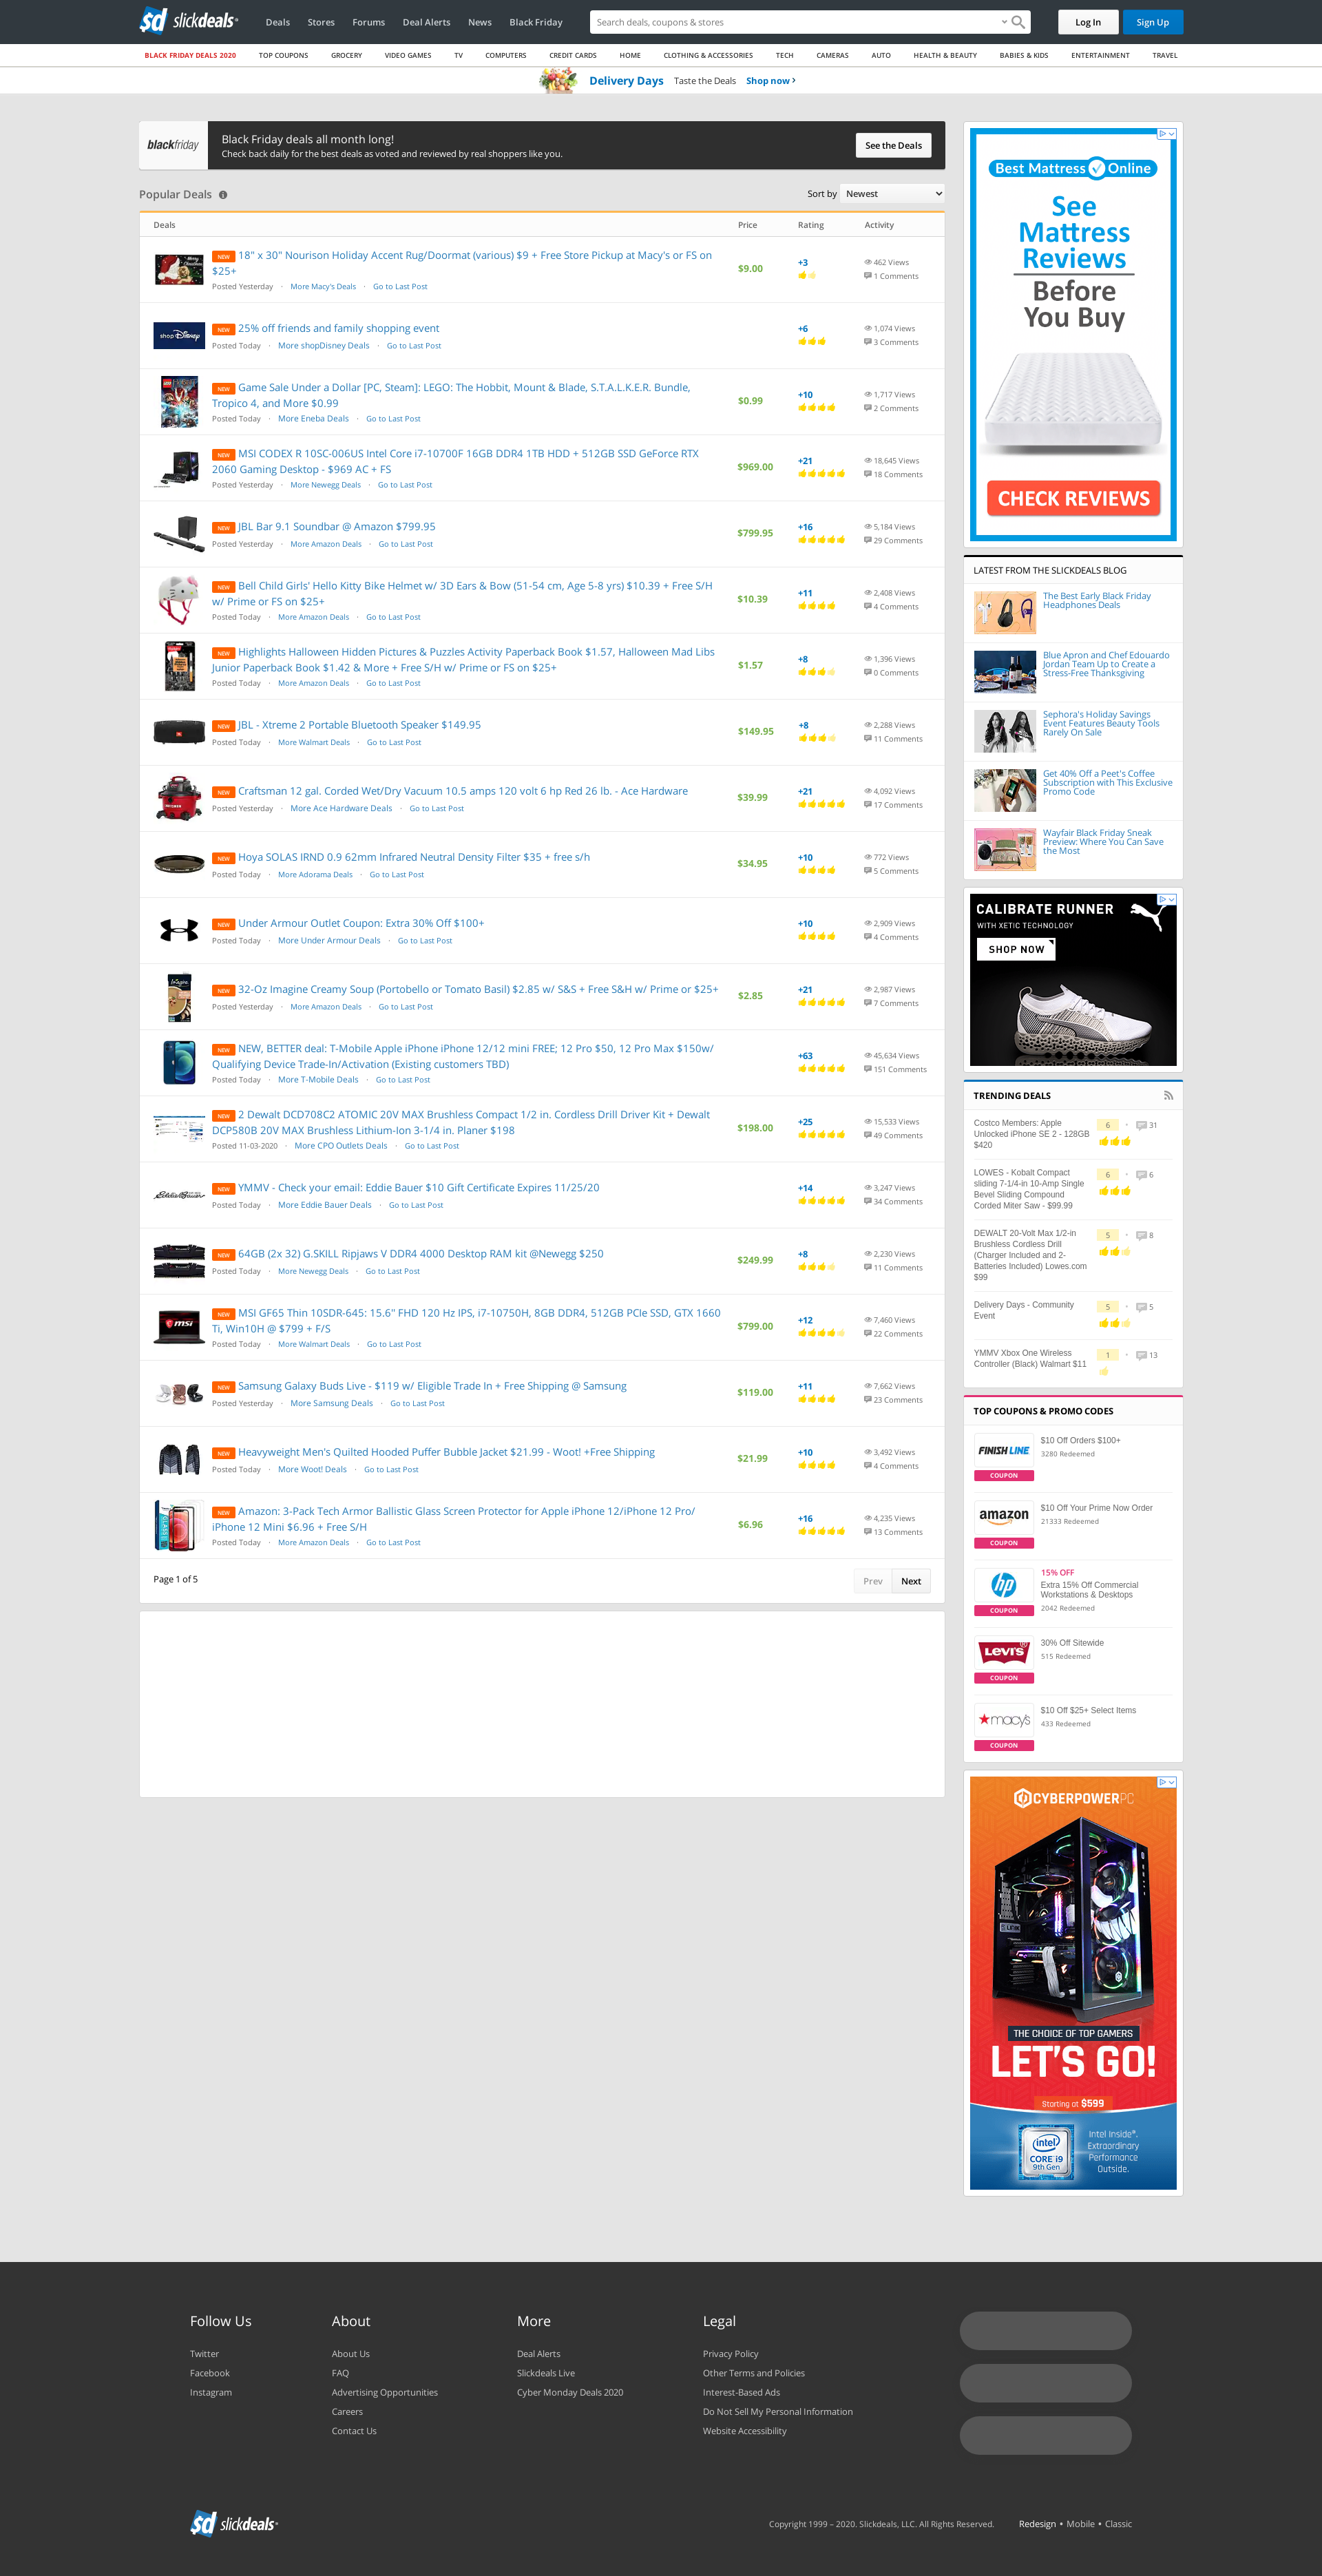 slickdeals
Deals
Stores
Forums
Deal Alerts
News
Black Friday
Search deals, coupons & stores
Log In
Sign Up
BLACK FRIDAY DEALS 2020
TOP COUPONS
GROCERY
VIDEO GAMES
TV
COMPUTERS
CREDIT CARDS
HOME
CLOTHING & ACCESSORIES
TECH
CAMERAS
AUTO
HEALTH & BEAUTY
BABIES & KIDS
ENTERTAINMENT
TRAVEL
Delivery Days Taste the Deals Shop now
blackfriday
Black Friday deals all month long!
Check back daily for the best deals as voted and reviewed by real shoppers like you.
See the Deals
Popular Deals
Sort by Newest
Deals Price Rating Activity
NEW 18" x 30" Nourison Holiday Accent Rug/Doormat (various) $9 + Free Store Pickup at Macy's or FS on
$25+
Posted Yesterday · More Macy's Deals · Go to Last Post
$9.00
+3
462 Views
1 Comments
shop Disney
NEW 25% off friends and family shopping event
Posted Today · More shopDisney Deals · Go to Last Post
+6
1,074 Views
3 Comments
NEW Game Sale Under a Dollar [PC, Steam]: LEGO: The Hobbit, Mount & Blade, S.T.A.L.K.E.R. Bundle,
Tropico 4, and More $0.99
Posted Today · More Eneba Deals · Go to Last Post
$0.99
+10
1,717 Views
2 Comments
NEW MSI CODEX R 10SC-006US Intel Core i7-10700F 16GB DDR4 1TB HDD + 512GB SSD GeForce RTX
2060 Gaming Desktop - $969 AC + FS
Posted Yesterday · More Newegg Deals · Go to Last Post
$969.00
+21
18,645 Views
18 Comments
NEW JBL Bar 9.1 Soundbar @ Amazon $799.95
Posted Yesterday · More Amazon Deals · Go to Last Post
$799.95
+16
5,184 Views
29 Comments
NEW Bell Child Girls' Hello Kitty Bike Helmet w/ 3D Ears & Bow (51-54 cm, Age 5-8 yrs) $10.39 + Free S/H
w/ Prime or FS on $25+
Posted Today · More Amazon Deals · Go to Last Post
$10.39
+11
2,408 Views
4 Comments
NEW Highlights Halloween Hidden Pictures & Puzzles Activity Paperback Book $1.57, Halloween Mad Libs
Junior Paperback Book $1.42 & More + Free S/H w/ Prime or FS on $25+
Posted Today · More Amazon Deals · Go to Last Post
$1.57
+8
1,396 Views
0 Comments
NEW JBL - Xtreme 2 Portable Bluetooth Speaker $149.95
Posted Today · More Walmart Deals · Go to Last Post
$149.95
+8
2,288 Views
11 Comments
NEW Craftsman 12 gal. Corded Wet/Dry Vacuum 10.5 amps 120 volt 6 hp Red 26 lb. - Ace Hardware
Posted Yesterday · More Ace Hardware Deals · Go to Last Post
$39.99
+21
4,092 Views
17 Comments
NEW Hoya SOLAS IRND 0.9 62mm Infrared Neutral Density Filter $35 + free s/h
Posted Today · More Adorama Deals · Go to Last Post
$34.95
+10
772 Views
5 Comments
NEW Under Armour Outlet Coupon: Extra 30% Off $100+
Posted Today · More Under Armour Deals · Go to Last Post
+10
2,909 Views
4 Comments
NEW 32-Oz Imagine Creamy Soup (Portobello or Tomato Basil) $2.85 w/ S&S + Free S&H w/ Prime or $25+
Posted Yesterday · More Amazon Deals · Go to Last Post
$2.85
+21
2,987 Views
7 Comments
NEW NEW, BETTER deal: T-Mobile Apple iPhone iPhone 12/12 mini FREE; 12 Pro $50, 12 Pro Max $150w/
Qualifying Device Trade-In/Activation (Existing customers TBD)
Posted Today · More T-Mobile Deals · Go to Last Post
+63
45,634 Views
151 Comments
NEW 2 Dewalt DCD708C2 ATOMIC 20V MAX Brushless Compact 1/2 in. Cordless Drill Driver Kit + Dewalt
DCP580B 20V MAX Brushless Lithium-Ion 3-1/4 in. Planer $198
Posted 11-03-2020 · More CPO Outlets Deals · Go to Last Post
$198.00
+25
15,533 Views
49 Comments
Eddie Bauer
NEW YMMV - Check your email: Eddie Bauer $10 Gift Certificate Expires 11/25/20
Posted Today · More Eddie Bauer Deals · Go to Last Post
+14
3,247 Views
34 Comments
NEW 64GB (2x 32) G.SKILL Ripjaws V DDR4 4000 Desktop RAM kit @Newegg $250
Posted Today · More Newegg Deals · Go to Last Post
$249.99
+8
2,230 Views
11 Comments
msi
NEW MSI GF65 Thin 10SDR-645: 15.6" FHD 120 Hz IPS, i7-10750H, 8GB DDR4, 512GB PCIe SSD, GTX 1660
Ti, Win10H @ $799 + F/S
Posted Today · More Walmart Deals · Go to Last Post
$799.00
+12
7,460 Views
22 Comments
NEW Samsung Galaxy Buds Live - $119 w/ Eligible Trade In + Free Shipping @ Samsung
Posted Yesterday · More Samsung Deals · Go to Last Post
$119.00
+11
7,662 Views
23 Comments
NEW Heavyweight Men's Quilted Hooded Puffer Bubble Jacket $21.99 - Woot! +Free Shipping
Posted Today · More Woot! Deals · Go to Last Post
$21.99
+10
3,492 Views
4 Comments
NEW Amazon: 3-Pack Tech Armor Ballistic Glass Screen Protector for Apple iPhone 12/iPhone 12 Pro/
iPhone 12 Mini $6.96 + Free S/H
Posted Today · More Amazon Deals · Go to Last Post
$6.96
+16
4,235 Views
13 Comments
Page 1 of 5
Prev
Next
Best Mattress Online
See
Mattress
Reviews
Before
You Buy
CHECK REVIEWS
LATEST FROM THE SLICKDEALS BLOG
The Best Early Black Friday
Headphones Deals
Blue Apron and Chef Edouardo
Jordan Team Up to Create a
Stress-Free Thanksgiving
Sephora's Holiday Savings
Event Features Beauty Tools
Rarely On Sale
Get 40% Off a Peet's Coffee
Subscription with This Exclusive
Promo Code
Wayfair Black Friday Sneak
Preview: Where You Can Save
the Most
CALIBRATE RUNNER
WITH XETIC TECHNOLOGY
SHOP NOW
TRENDING DEALS
Costco Members: Apple
Unlocked iPhone SE 2 - 128GB
$420
6 • 31
LOWES - Kobalt Compact
sliding 7-1/4-in 10-Amp Single
Bevel Sliding Compound
Corded Miter Saw - $99.99
6 • 6
DEWALT 20-Volt Max 1/2-in
Brushless Cordless Drill
(Charger Included and 2-
Batteries Included) Lowes.com
$99
5 • 8
Delivery Days - Community
Event
5 • 5
YMMV Xbox One Wireless
Controller (Black) Walmart $11
1 • 13
TOP COUPONS & PROMO CODES
FINISH LINE
COUPON
$10 Off Orders $100+
3280 Redeemed
amazon
COUPON
$10 Off Your Prime Now Order
21333 Redeemed
hp
COUPON
15% OFF
Extra 15% Off Commercial
Workstations & Desktops
2042 Redeemed
LEVI'S
COUPON
30% Off Sitewide
515 Redeemed
macy's
COUPON
$10 Off $25+ Select Items
433 Redeemed
CYBERPOWERPC
THE CHOICE OF TOP GAMERS
LET'S GO!
Starting at $599
intel
CORE i9
9th Gen
Intel Inside®.
Extraordinary
Performance
Outside.
Follow Us
Twitter
Facebook
Instagram
About
About Us
FAQ
Advertising Opportunities
Careers
Contact Us
More
Deal Alerts
Slickdeals Live
Cyber Monday Deals 2020
Legal
Privacy Policy
Other Terms and Policies
Interest-Based Ads
Do Not Sell My Personal Information
Website Accessibility
slickdeals
Copyright 1999 – 2020. Slickdeals, LLC. All Rights Reserved.
Redesign • Mobile • Classic